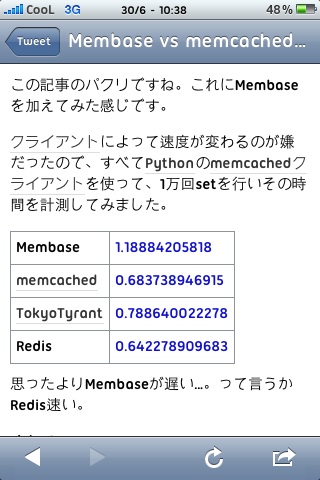 CooL 3G 30/6 - 10:38 48%
Tweet Membase vs memcached...
この記事のパクリですね。これにMembase
を加えてみた感じです。
クライアントによって速度が変わるのが嫌
だったので、すべてPythonのmemcachedク
ライアントを使って、1万回setを行いその時
間を計測してみました。
Membase 1.18884205818
memcached 0.683738946915
TokyoTyrant 0.788640022278
Redis 0.642278909683
思ったよりMembaseが遅い...。って言うか
Redis速い。